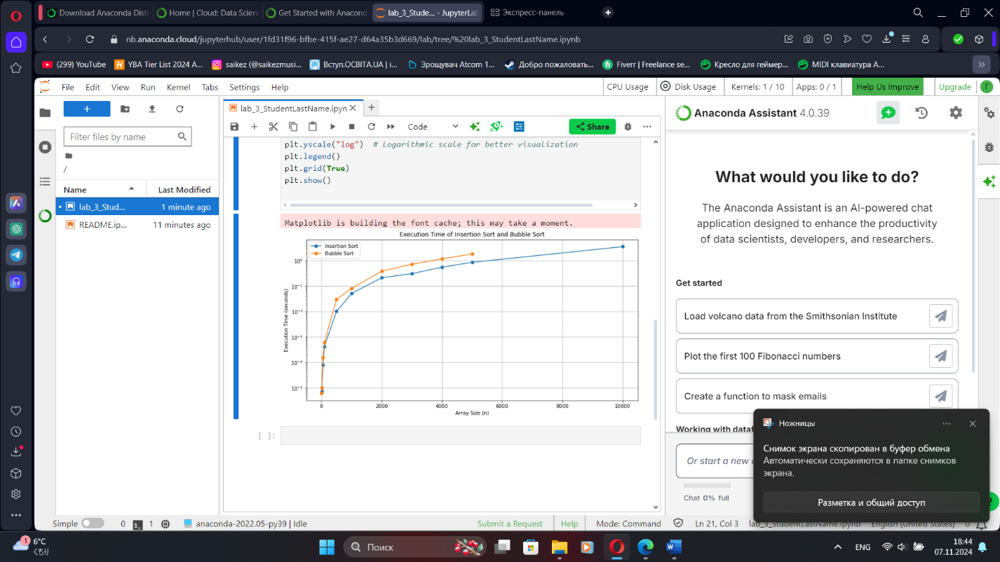 Download Anaconda Distr
Home | Cloud: Data Scienc
Get Started with Anaconda
lab_3_Stude... - JupyterLab
Экспресс-панель
nb.anaconda.cloud/jupyterhub/user/1fd31f96-bfbe-415f-ae27-d64a35b3d669/lab/tree/%20lab_3_StudentLastName.ipynb
(299) YouTube
YBA Tier List 2024 A...
saikez (@saikezmusi...
Вступ.ОСВІТА.UA | і...
Зрощувач Atcom 1...
Добро пожаловать...
Fiverr | Freelance se...
Кресло для геймер...
MIDI клавиатура A...
File Edit View Run Kernel Tabs Settings Help
CPU Usage
Disk Usage
Kernels: 1 / 10
Apps: 0 / 1
Help Us Improve
Upgrade
Filter files by name
/
Name
Last Modified
lab_3_Stud...
1 minute ago
README.ip...
11 minutes ago
lab_3_StudentLastName.ipyn
Code
Share
plt.yscale("log") # Logarithmic scale for better visualization
plt.legend()
plt.grid(True)
plt.show()
Matplotlib is building the font cache; this may take a moment.
Execution Time of Insertion Sort and Bubble Sort
Insertion Sort
Bubble Sort
Execution Time (seconds)
10⁰
10⁻¹
10⁻²
10⁻³
10⁻⁴
10⁻⁵
0 2000 4000 6000 8000 10000
Array Size (n)
[ ]:
Anaconda Assistant 4.0.39
What would you like to do?
The Anaconda Assistant is an AI-powered chat
application designed to enhance the productivity
of data scientists, developers, and researchers.
Get started
Load volcano data from the Smithsonian Institute
Plot the first 100 Fibonacci numbers
Create a function to mask emails
Working with dataf
Or start a new
Chat 0% full
Ножницы
Снимок экрана скопирован в буфер обмена
Автоматически сохраняются в папке снимков
экрана.
Разметка и общий доступ
Simple
0
1
anaconda-2022.05-py39 | Idle
Submit a Request
Help
Mode: Command
Ln 21, Col 3
lab_3_StudentLastName.ipynb
English (United States)
0
1
6°C
くもり
Поиск
ENG
18:44
07.11.2024